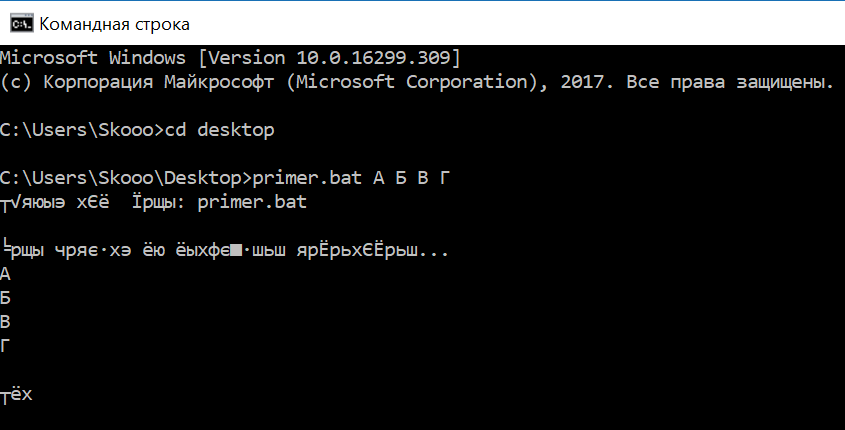 Командная строка
Microsoft Windows [Version 10.0.16299.309]
(с) Корпорация Майкрософт (Microsoft Corporation), 2017. Все права защищены.
C:\Users\Skooo>cd desktop
C:\Users\Skooo\Desktop>primer.bat А Б В Г
┬√яюыэ хЄё  Їрщы: primer.bat
╘рщы чряє∙хэ ёю ёыхфє■∙шьш ярЁрьхЄЁрьш...
А
Б
В
Г
┬ёх